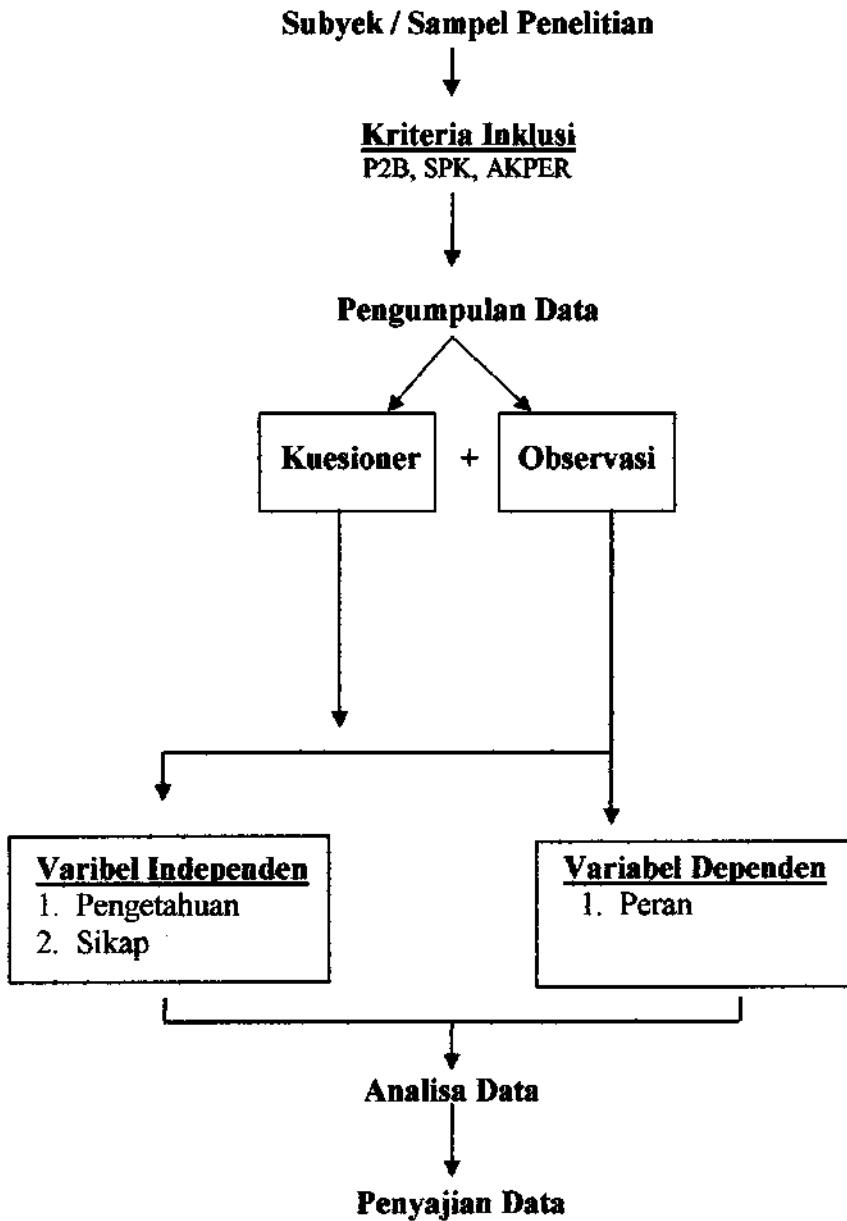 Subyek / Sampel Penelitian
Kriteria Inklusi
P2B, SPK, AKPER
Pengumpulan Data
Kuesioner + Observasi
Varibel Independen
1. Pengetahuan
2. Sikap
Variabel Dependen
1. Peran
Analisa Data
Penyajian Data